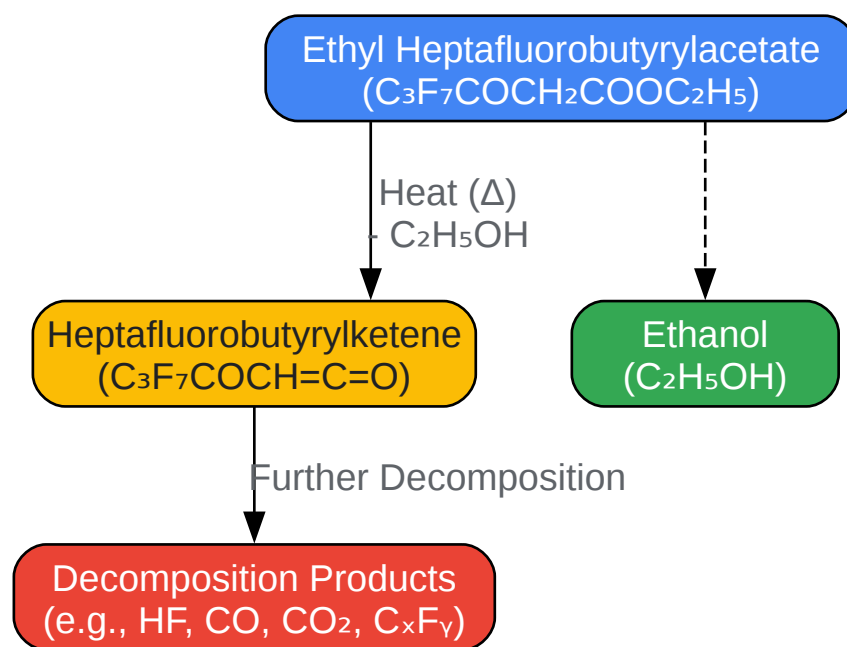 Ethyl Heptafluorobutyrylacetate
(C₃F₇COCH₂COOC₂H₅)
Heat (Δ)
- C₂H₅OH
Heptafluorobutyrylketene
(C₃F₇COCH=C=O)
Ethanol
(C₂H₅OH)
Further Decomposition
Decomposition Products
(e.g., HF, CO, CO₂, CₓFᵧ)